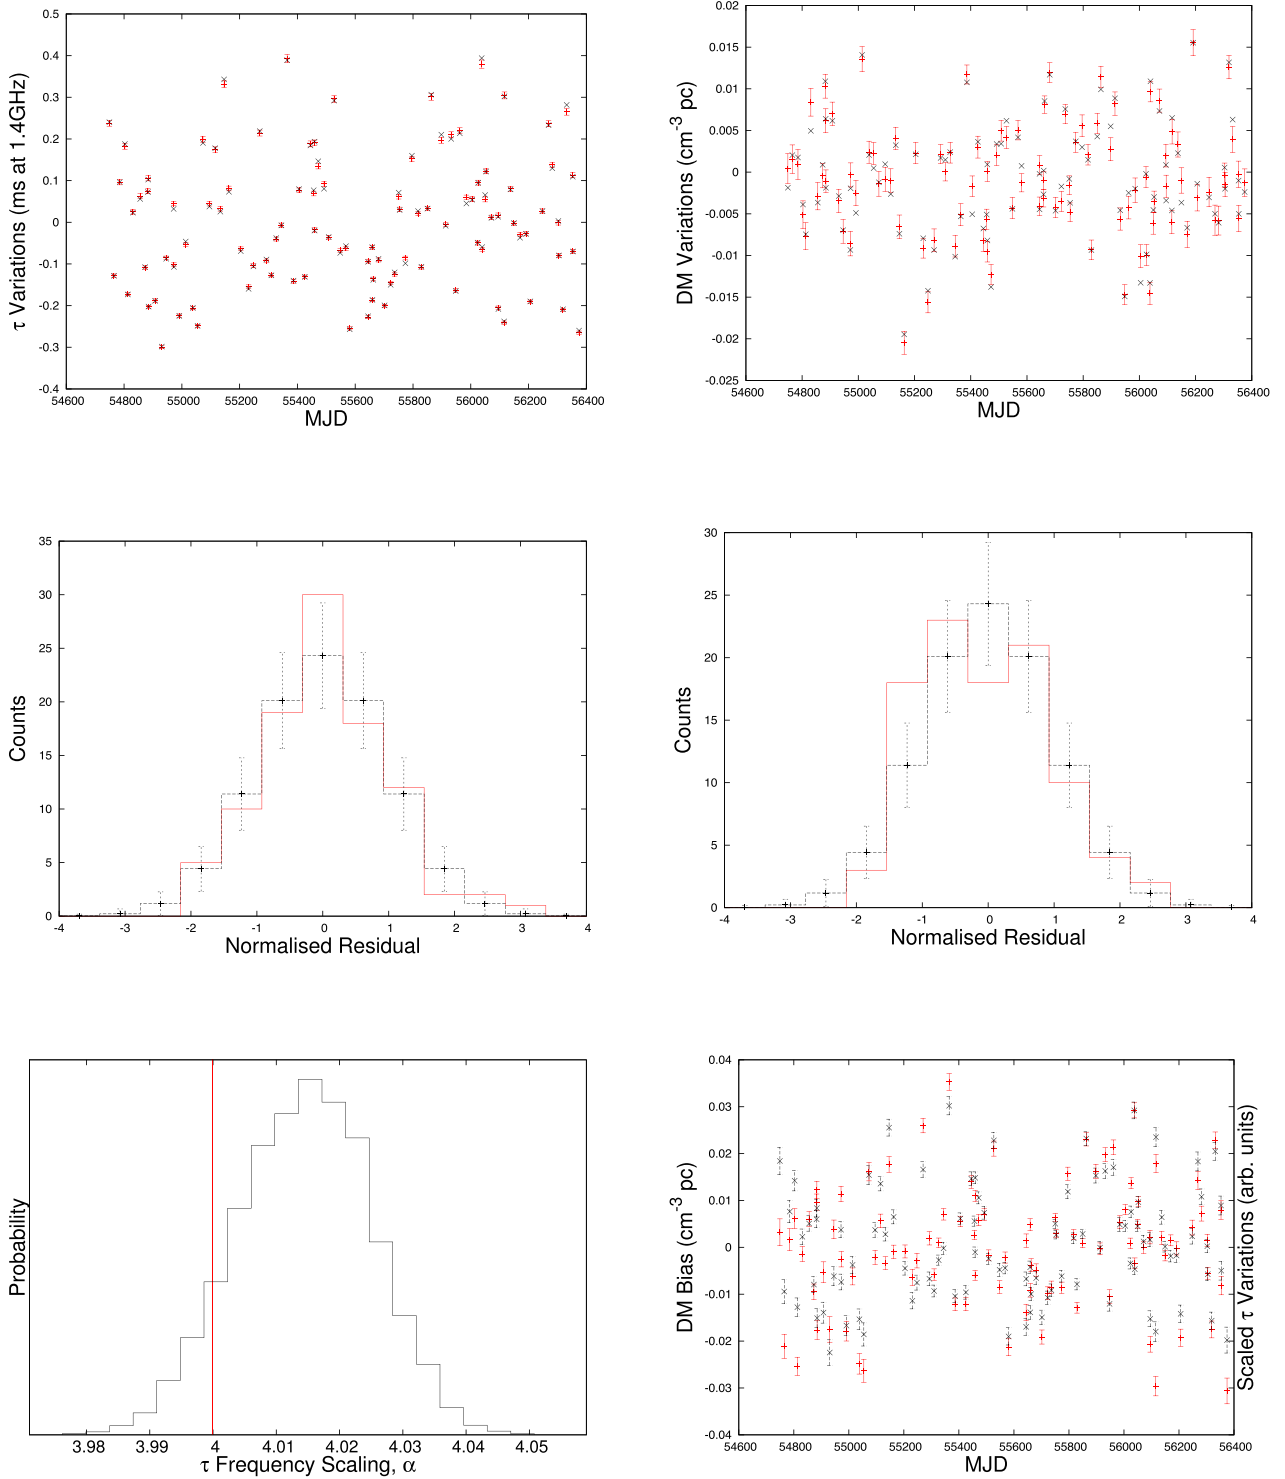 0.5
0.4
0.3
0.2
0.1
0
-0.1
-0.2
-0.3
-0.4
τ Variations (ms at 1.4GHz)
54600 54800 55000 55200 55400 55600 55800 56000 56200 56400
MJD
0.02
0.015
0.01
0.005
0
-0.005
-0.01
-0.015
-0.02
-0.025
DM Variations (cm⁻³ pc)
54600 54800 55000 55200 55400 55600 55800 56000 56200 56400
MJD
35
30
25
20
15
10
5
0
Counts
-4 -3 -2 -1 0 1 2 3 4
Normalised Residual
30
25
20
15
10
5
0
Counts
-4 -3 -2 -1 0 1 2 3 4
Normalised Residual
Probability
3.98 3.99 4 4.01 4.02 4.03 4.04 4.05
τ Frequency Scaling, α
0.04
0.03
0.02
0.01
0
-0.01
-0.02
-0.03
-0.04
DM Bias (cm⁻³ pc)
Scaled τ Variations (arb. units)
54600 54800 55000 55200 55400 55600 55800 56000 56200 56400
MJD